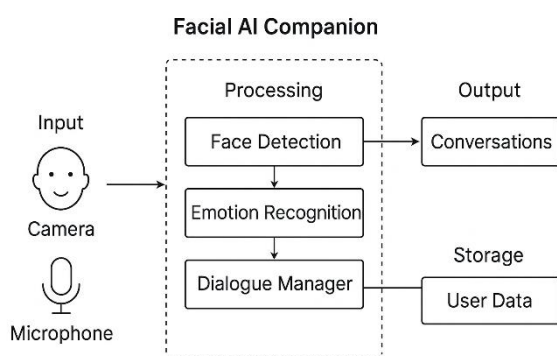 Facial AI Companion
Input
Camera
Microphone
Processing
Face Detection
Emotion Recognition
Dialogue Manager
Output
Conversations
Storage
User Data